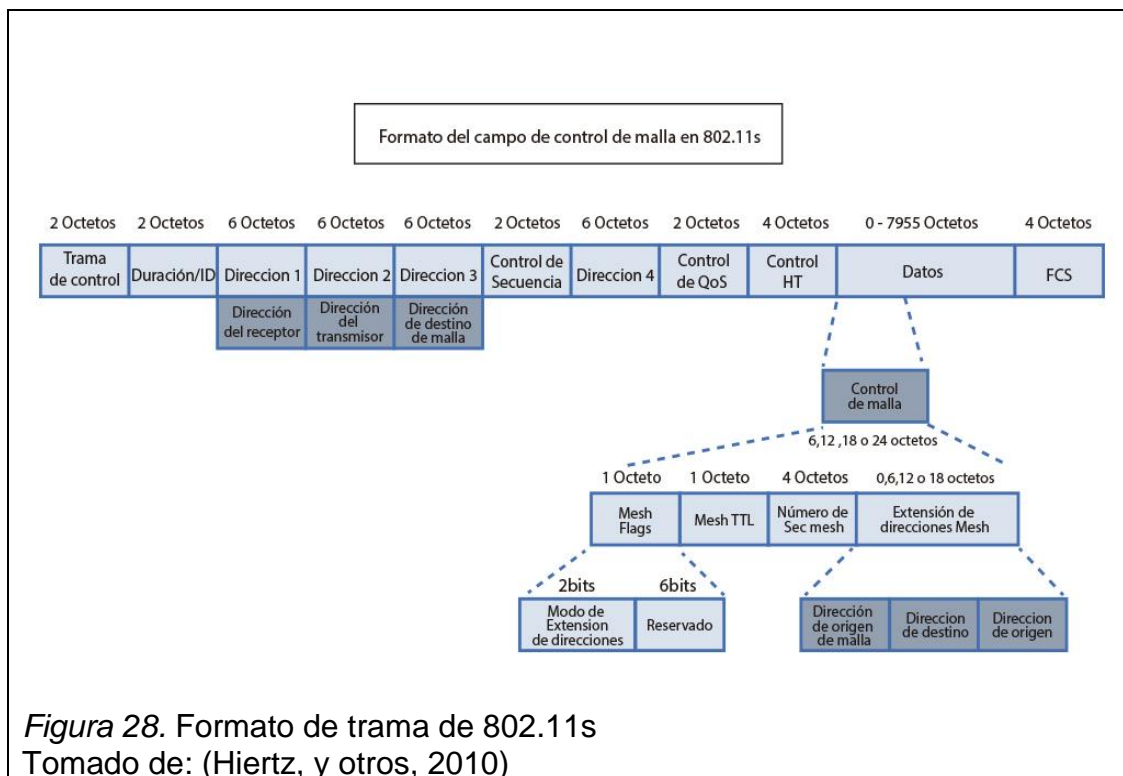 Formato del campo de control de malla en 802.11s
2 Octetos 2 Octetos 6 Octetos 6 Octetos 6 Octetos 2 Octetos 6 Octetos 2 Octetos 4 Octetos 0 - 7955 Octetos 4 Octetos
Trama
de control
Duración/ID
Direccion 1
Direccion 2
Direccion 3
Control de
Secuencia
Direccion 4
Control
de QoS
Control
HT
Datos
FCS
Dirección
del receptor
Dirección
del
transmisor
Dirección
de destino
de malla
Control
de malla
6,12 ,18 o 24 octetos
1 Octeto 1 Octeto 4 Octetos 0,6,12 o 18 octetos
Mesh
Flags
Mesh TTL
Número de
Sec mesh
Extensión de
direcciones Mesh
2bits 6bits
Modo de
Extension
de direcciones
Reservado
Dirección
de origen
de malla
Direccion
de destino
Direccion
de origen
Figura 28. Formato de trama de 802.11s
Tomado de: (Hiertz, y otros, 2010)